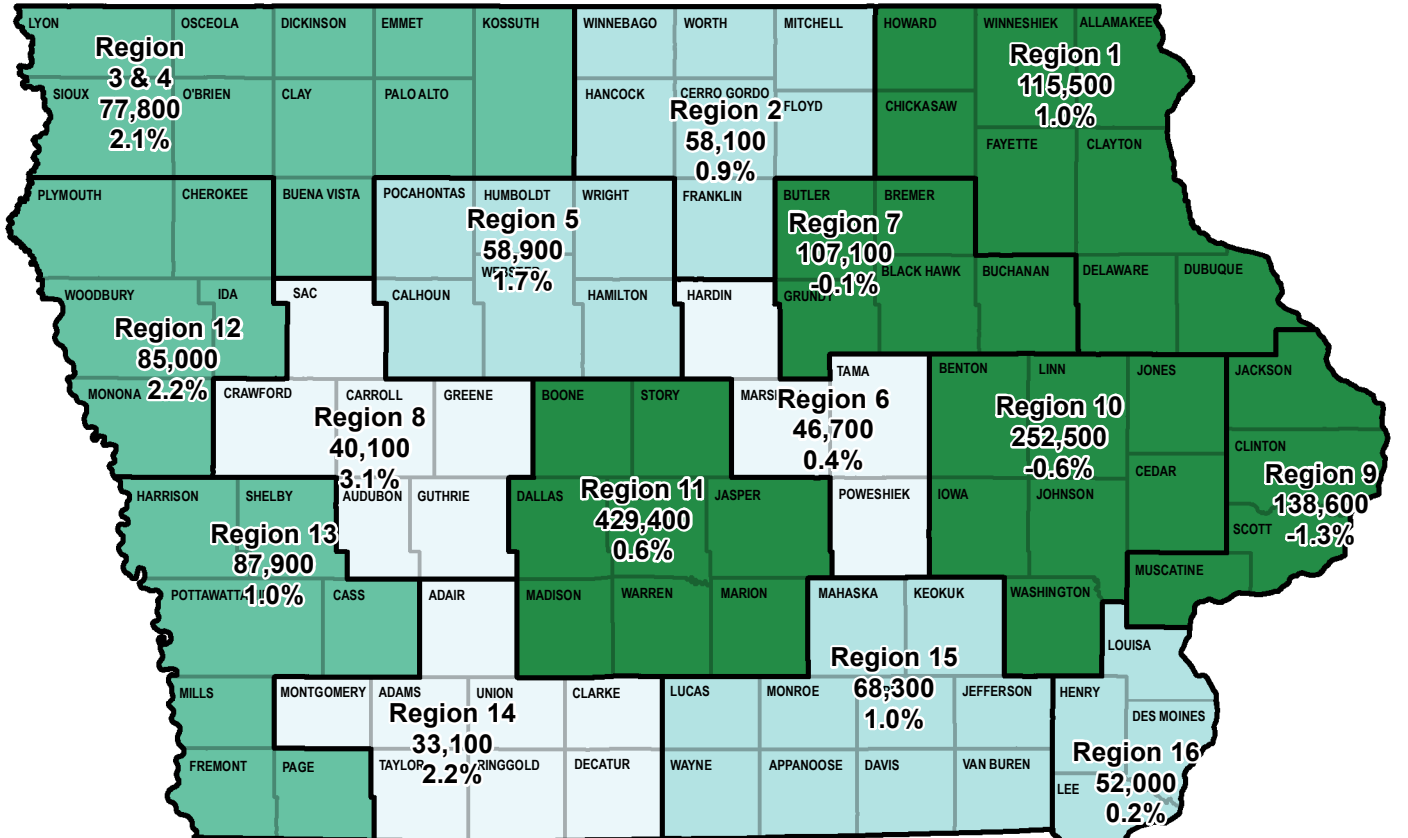 LYON
OSCEOLA
DICKINSON
EMMET
KOSSUTH
WINNEBAGO
WORTH
MITCHELL
HOWARD
WINNESHIEK
ALLAMAKEE
Region
3 & 4
77,800
2.1%
SIOUX
O'BRIEN
CLAY
PALO ALTO
HANCOCK
CERRO GORDO
FLOYD
Region 2
58,100
0.9%
CHICKASAW
Region 1
115,500
1.0%
FAYETTE
CLAYTON
PLYMOUTH
CHEROKEE
BUENA VISTA
POCAHONTAS
HUMBOLDT
WRIGHT
FRANKLIN
BUTLER
BREMER
Region 5
58,900
1.7%
Region 7
107,100
-0.1%
BLACK HAWK
BUCHANAN
DELAWARE
DUBUQUE
WOODBURY
IDA
SAC
CALHOUN
HAMILTON
HARDIN
Region 12
85,000
2.2%
MONONA
CRAWFORD
CARROLL
GREENE
BOONE
STORY
TAMA
BENTON
LINN
JONES
JACKSON
Region 8
40,100
3.1%
Region 6
46,700
0.4%
Region 10
252,500
-0.6%
CLINTON
CEDAR
Region 9
138,600
-1.3%
SCOTT
HARRISON
SHELBY
AUDUBON
GUTHRIE
DALLAS
JASPER
POWESHIEK
IOWA
JOHNSON
MUSCATINE
Region 13
87,900
1.0%
Region 11
429,400
0.6%
CASS
ADAIR
MADISON
WARREN
MARION
MAHASKA
KEOKUK
WASHINGTON
LOUISA
MILLS
MONTGOMERY
ADAMS
UNION
CLARKE
LUCAS
MONROE
JEFFERSON
HENRY
DES MOINES
Region 14
33,100
2.2%
Region 15
68,300
1.0%
Region 16
52,000
0.2%
FREMONT
PAGE
TAYLOR
RINGGOLD
DECATUR
WAYNE
APPANOOSE
DAVIS
VAN BUREN
LEE